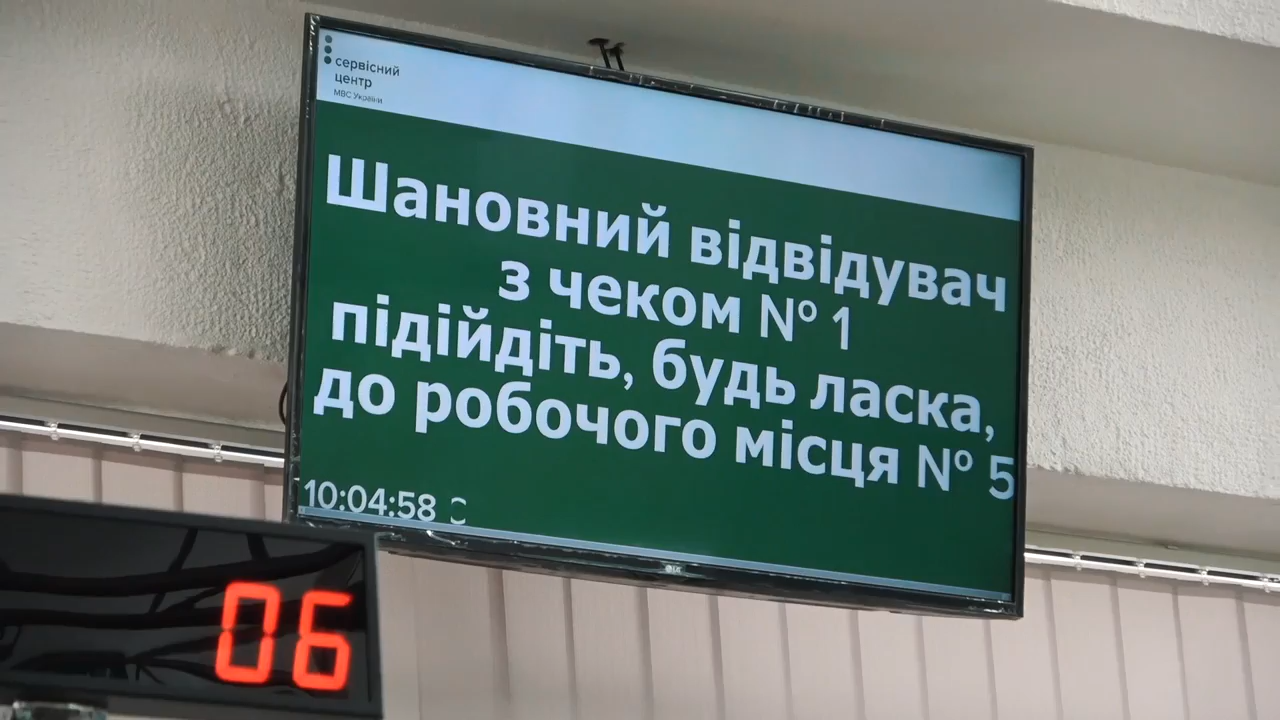 сервісний
центр
МВС України
Шановний відвідувач
з чеком № 1
підійдіть, будь ласка,
до робочого місця № 5
10:04:58
LG
06